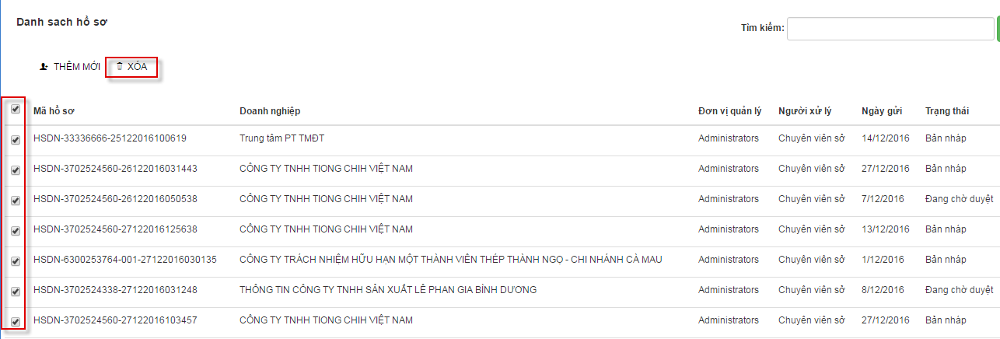 Danh sach hồ sơ
Tìm kiếm:
THÊM MỚI XÓA
Mã hồ sơ Doanh nghiệp Đơn vị quản lý Người xử lý Ngày gửi Trạng thái
HSDN-33336666-25122016100619 Trung tâm PT TMĐT Administrators Chuyên viên sở 14/12/2016 Bản nháp
HSDN-3702524560-26122016031443 CÔNG TY TNHH TIONG CHIH VIỆT NAM Administrators Chuyên viên sở 27/12/2016 Bản nháp
HSDN-3702524560-26122016050538 CÔNG TY TNHH TIONG CHIH VIỆT NAM Administrators Chuyên viên sở 7/12/2016 Đang chờ duyệt
HSDN-3702524560-27122016125638 CÔNG TY TNHH TIONG CHIH VIỆT NAM Administrators Chuyên viên sở 13/12/2016 Bản nháp
HSDN-6300253764-001-27122016030135 CÔNG TY TRÁCH NHIỆM HỮU HẠN MỘT THÀNH VIÊN THÉP THÀNH NGỌ - CHI NHÁNH CÀ MAU Administrators Chuyên viên sở 1/12/2016 Bản nháp
HSDN-3702524338-27122016031248 THÔNG TIN CÔNG TY TNHH SẢN XUẤT LÊ PHAN GIA BÌNH DƯƠNG Administrators Chuyên viên sở 8/12/2016 Đang chờ duyệt
HSDN-3702524560-27122016103457 CÔNG TY TNHH TIONG CHIH VIỆT NAM Administrators Chuyên viên sở 27/12/2016 Bản nháp